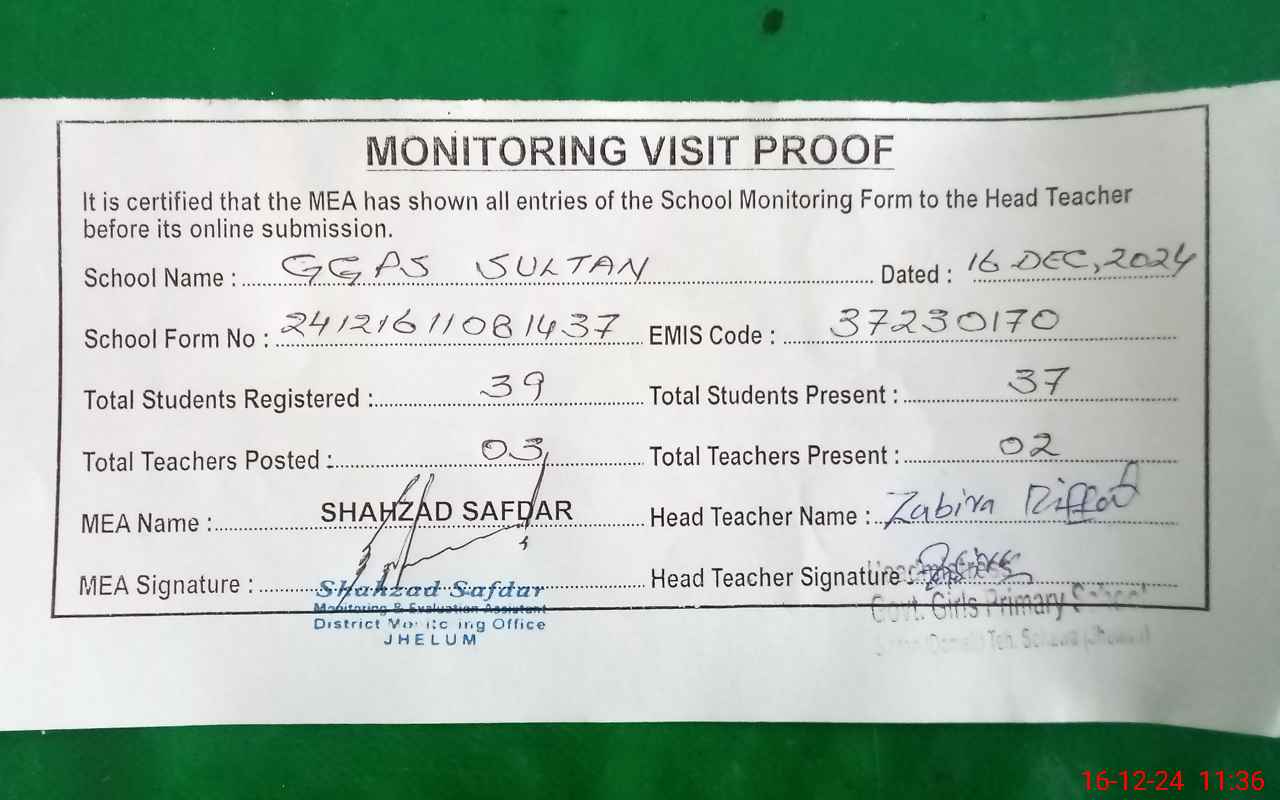 MONITORING VISIT PROOF
It is certified that the MEA has shown all entries of the School Monitoring Form to the Head Teacher
before its online submission.
School Name : GGPS SULTAN Dated : 16 DEC, 2024
School Form No : 24121611081437 EMIS Code : 37230170
Total Students Registered : 39 Total Students Present : 37
Total Teachers Posted : 03 Total Teachers Present : 02
MEA Name : SHAHZAD SAFDAR Head Teacher Name : Zabira Riffat
MEA Signature : Head Teacher Signature
Shahzad Safdar
Monitoring & Evaluation Assistant
District Monitoring Office
JHELUM
Govt. Girls Primary School
16-12-24 11:36